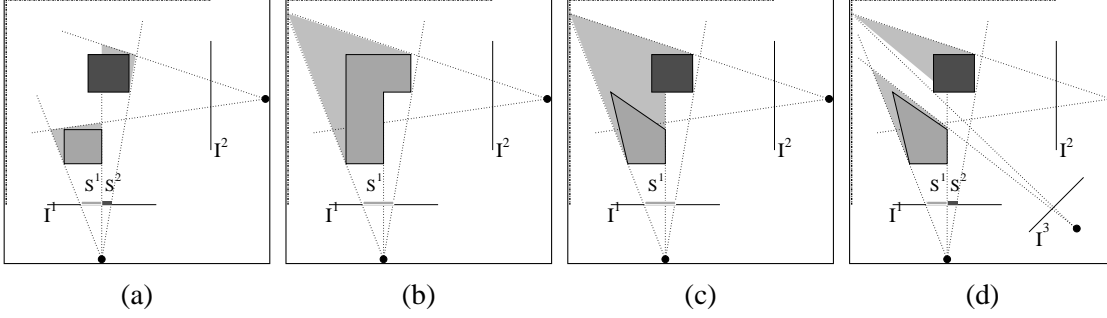 I² I² I² I²
S¹ S² S¹ S¹ S¹ S²
I¹ I¹ I¹ I¹ I³
(a) (b) (c) (d)